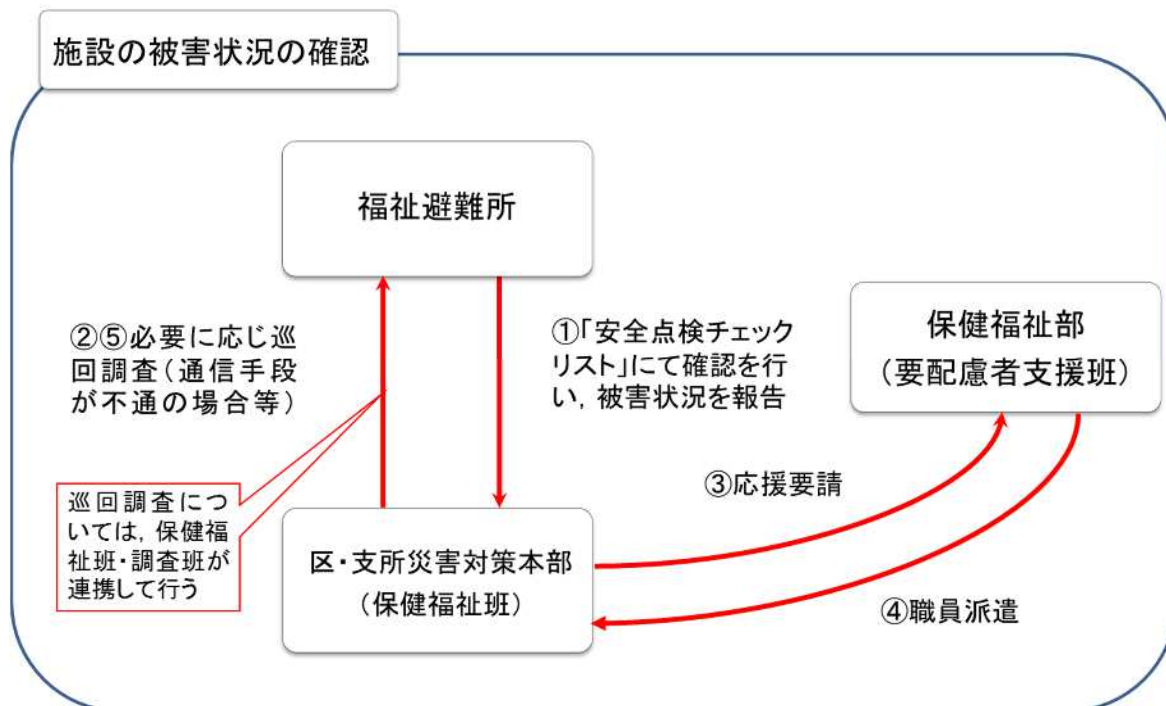 施設の被害状況の確認
福祉避難所
②⑤必要に応じ巡
回調査（通信手段
が不通の場合等）
①「安全点検チェック
リスト」にて確認を行
い，被害状況を報告
保健福祉部
（要配慮者支援班）
③応援要請
巡回調査につ
いては，保健福
祉班・調査班が
連携して行う
区・支所災害対策本部
（保健福祉班）
④職員派遣